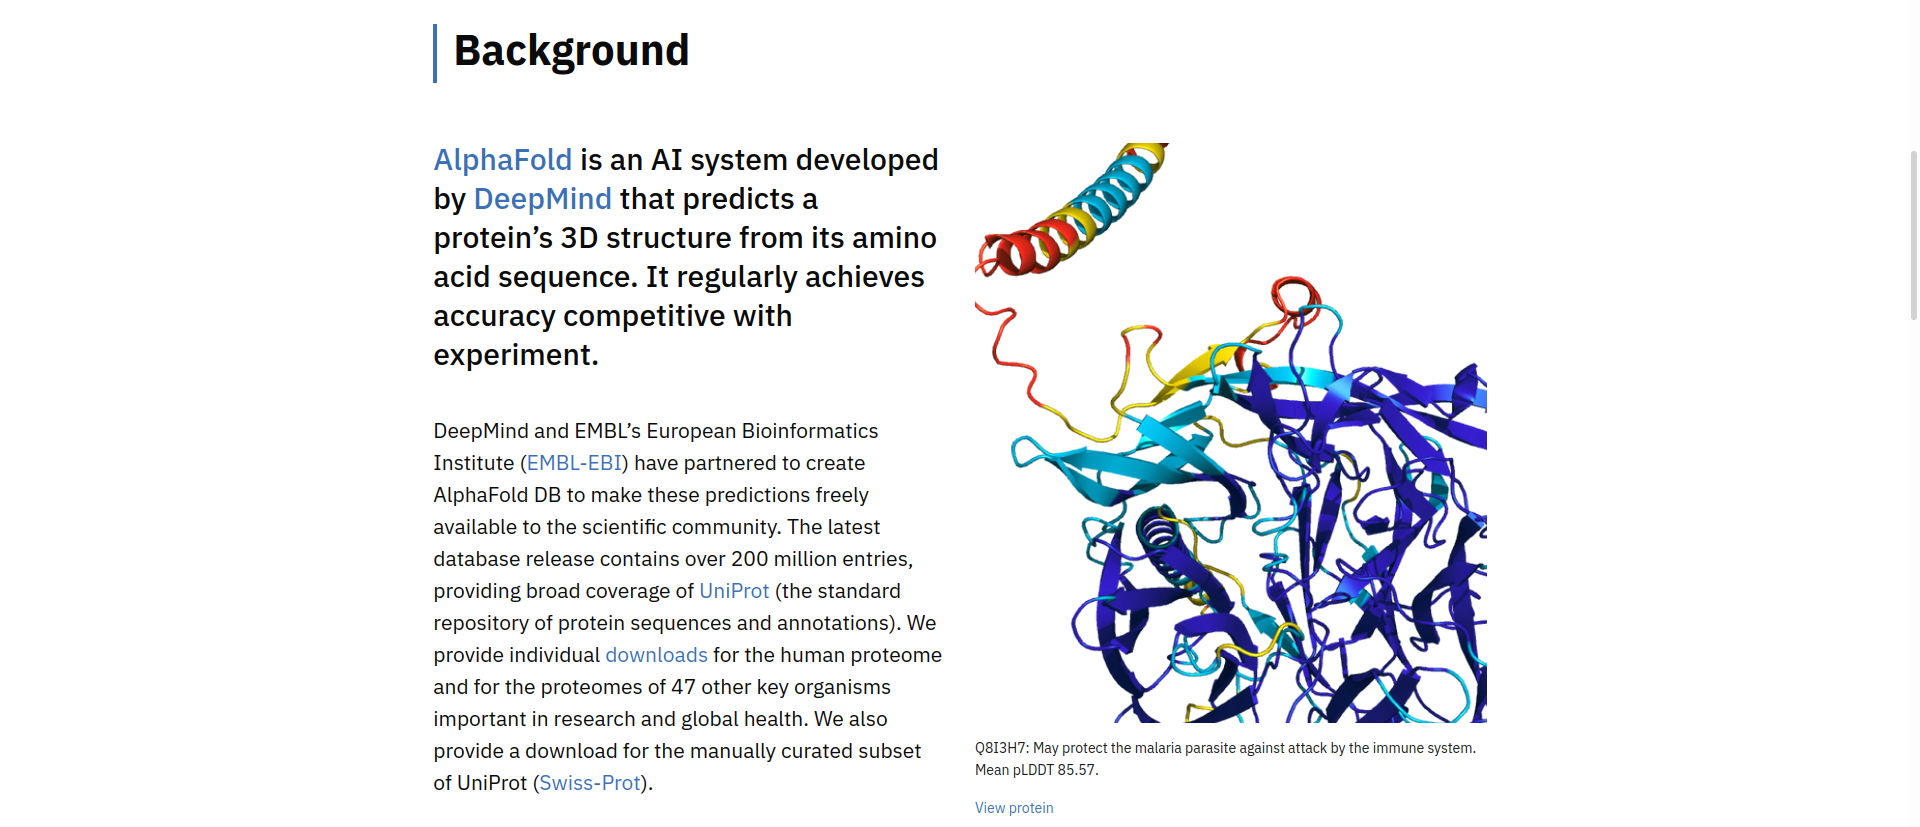 Background
AlphaFold is an AI system developed
by DeepMind that predicts a
protein’s 3D structure from its amino
acid sequence. It regularly achieves
accuracy competitive with
experiment.
DeepMind and EMBL’s European Bioinformatics
Institute (EMBL-EBI) have partnered to create
AlphaFold DB to make these predictions freely
available to the scientific community. The latest
database release contains over 200 million entries,
providing broad coverage of UniProt (the standard
repository of protein sequences and annotations). We
provide individual downloads for the human proteome
and for the proteomes of 47 other key organisms
important in research and global health. We also
provide a download for the manually curated subset
of UniProt (Swiss-Prot).
Q8I3H7: May protect the malaria parasite against attack by the immune system.
Mean pLDDT 85.57.
View protein